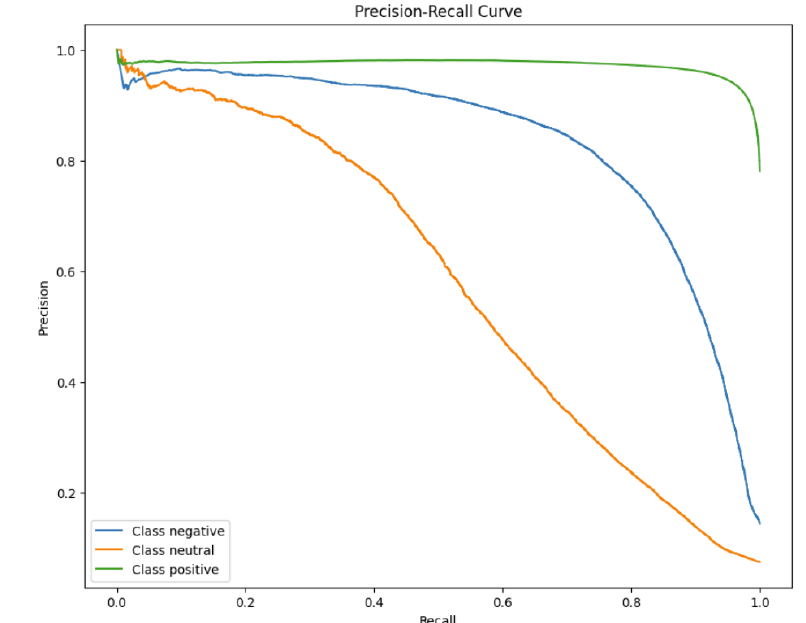 Precision-Recall Curve
1.0
0.8
0.6
0.4
0.2
Precision
Class negative
Class neutral
Class positive
0.0 0.2 0.4 0.6 0.8 1.0
Recall